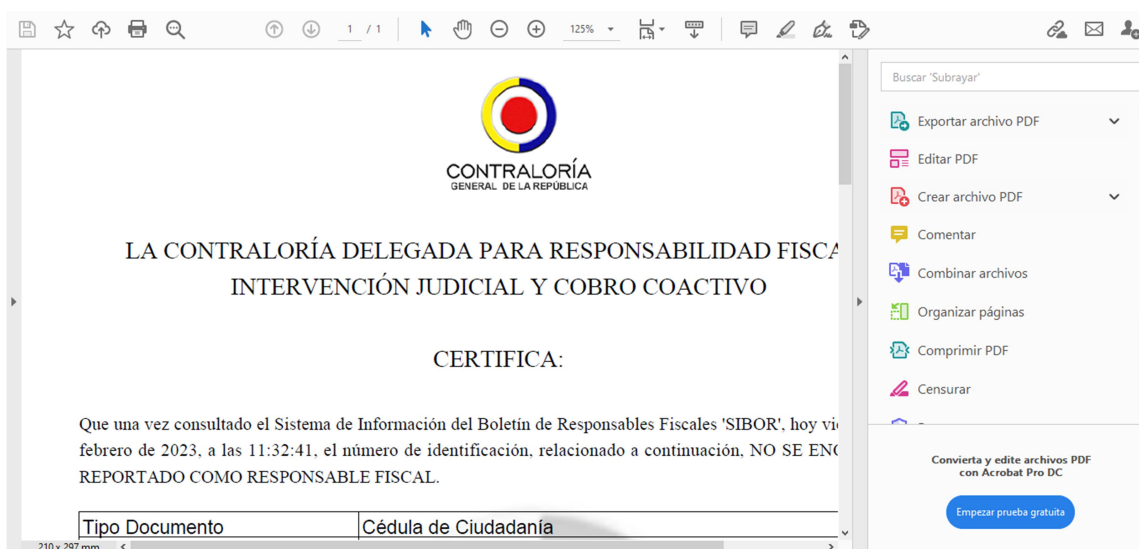 1 / 1
125%
CONTRALORÍA
GENERAL DE LA REPÚBLICA
LA CONTRALORÍA DELEGADA PARA RESPONSABILIDAD
INTERVENCIÓN JUDICIAL Y COBRO COACTIVO
CERTIFICA:
Que una vez consultado el Sistema de Información del Boletín de Responsables Fiscales 'SIBOR', hoy
febrero de 2023, a las 11:32:41, el número de identificación, relacionado a continuación, NO SE
REPORTADO COMO RESPONSABLE FISCAL.
Tipo Documento Cédula de Ciudadanía
210 x 297 mm
Buscar 'Subrayar'
Exportar archivo PDF
Editar PDF
Crear archivo PDF
Comentar
Combinar archivos
Organizar páginas
Comprimir PDF
Censurar
Convierta y edite archivos PDF
con Acrobat Pro DC
Empezar prueba gratuita